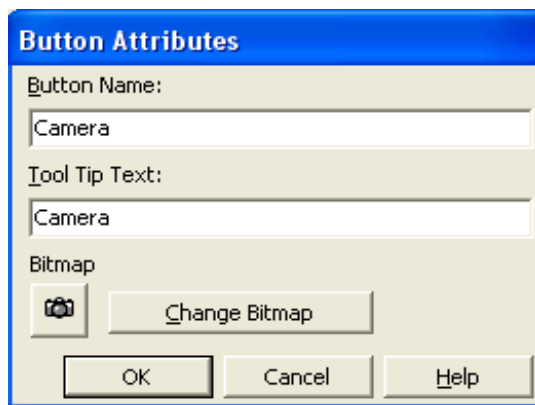 Button Attributes
Button Name:
Camera
Tool Tip Text:
Camera
Bitmap
Change Bitmap
OK Cancel Help